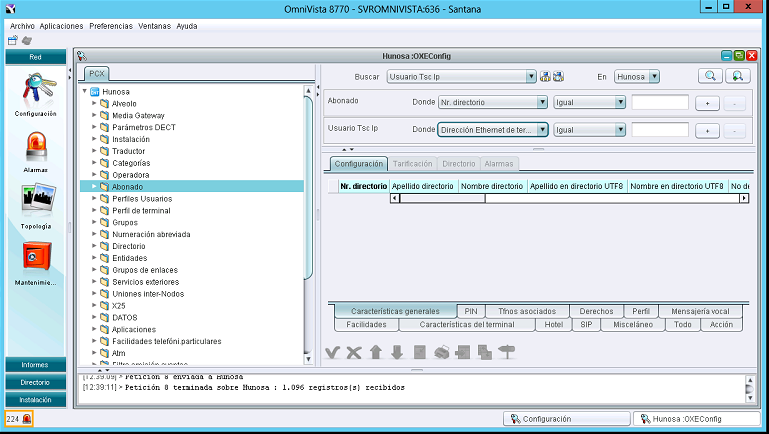 OmniVista 8770 - SVROMNIVISTA:636 - Santana
Archivo Aplicaciones Preferencias Ventanas Ayuda
Red
Configuración
Alarmas
Topología
Mantenimie...
Informes
Directorio
Instalación
224
Hunosa :OXEConfig
PCX
Hunosa
Alveolo
Media Gateway
Parámetros DECT
Instalación
Traductor
Categorías
Operadora
Abonado
Perfiles Usuarios
Perfil de terminal
Grupos
Numeración abreviada
Directorio
Entidades
Grupos de enlaces
Servicios exteriores
Uniones inter-Nodos
X25
DATOS
Aplicaciones
Facilidades telefóni.particulares
Atm
Filtro emisión eventos
Buscar Usuario Tsc Ip En Hunosa
Abonado Donde Nr. directorio Igual + -
Usuario Tsc Ip Donde Dirección Ethernet de ter... Igual + -
Configuración Tarificación Directorio Alarmas
Nr. directorio Apellido directorio Nombre directorio Apellido en directorio UTF8 Nombre en directorio UTF8 No de
Características generales PIN Tfnos asociados Derechos Perfil Mensajería vocal
Facilidades Características del terminal Hotel SIP Misceláneo Todo Acción
[12:39:09] > Petición 8 enviada a Hunosa
[12:39:11] > Petición 8 terminada sobre Hunosa : 1.096 registros(s) recibidos
Configuración
Hunosa :OXEConfig